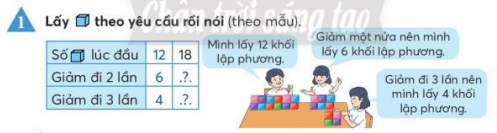 Chân trời sáng tạo
1 Lấy theo yêu cầu rồi nói (theo mẫu).
Số lúc đầu 12 18
Giảm đi 2 lần 6 .?.
Giảm đi 3 lần 4 .?.
Mình lấy 12 khối
lập phương.
Giảm một nửa nên mình
lấy 6 khối lập phương.
Giảm đi 3 lần nên
mình lấy 4 khối
lập phương.